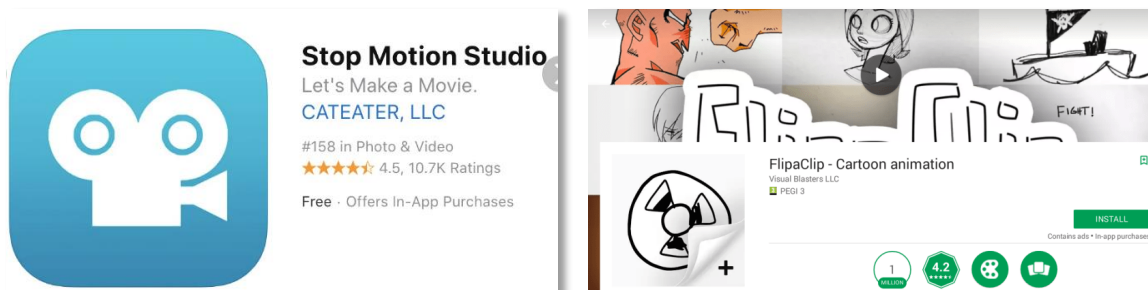 Stop Motion Studio
Let's Make a Movie.
CATEATER, LLC
#158 in Photo & Video
4.5, 10.7K Ratings
Free · Offers In-App Purchases
FIGHT!
Flip Clip
FlipaClip - Cartoon animation
Visual Blasters LLC
PEGI 3
INSTALL
Contains ads • In-app purchases
1
MILLION
4.2